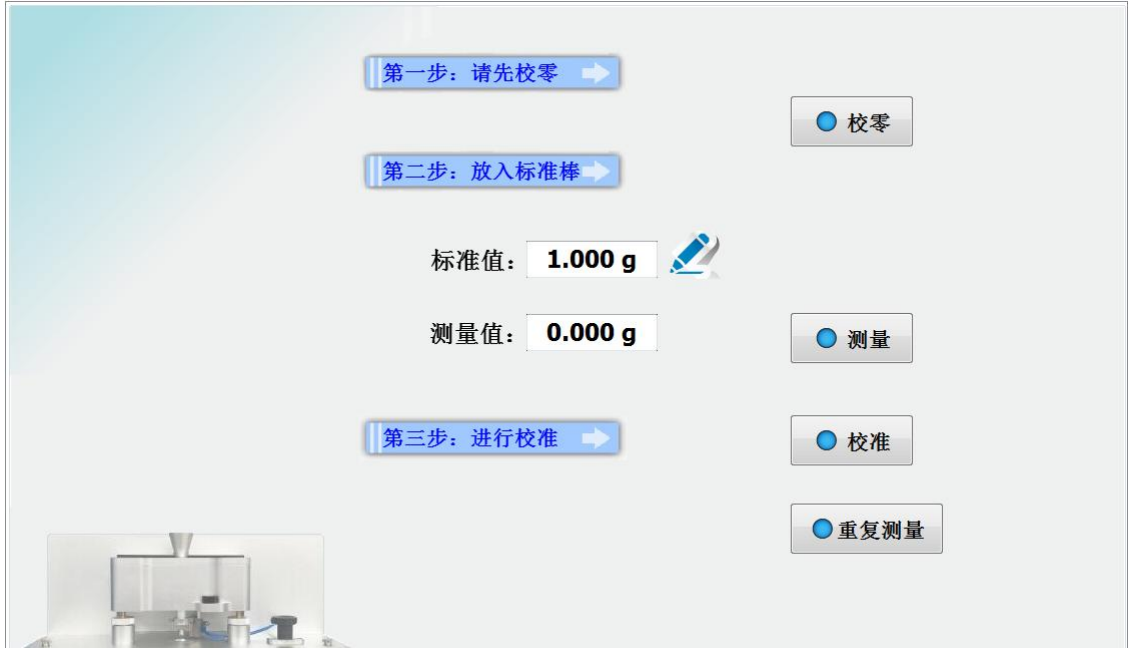 第一步：请先校零
校零
第二步：放入标准棒
标准值： 1.000 g
测量值： 0.000 g
测量
第三步：进行校准
校准
重复测量